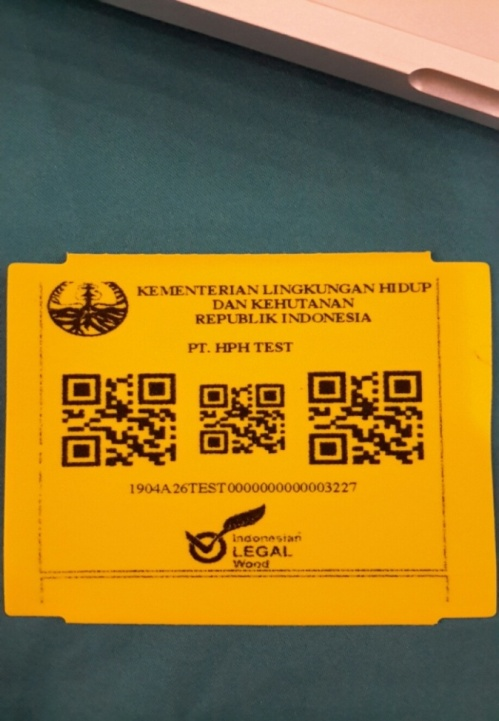 KEMENTERIAN LINGKUNGAN HIDUP
DAN KEHUTANAN
REPUBLIK INDONESIA
PT. HPH TEST
1904A26TEST0000000000003227
Indonesian
LEGAL
Wood